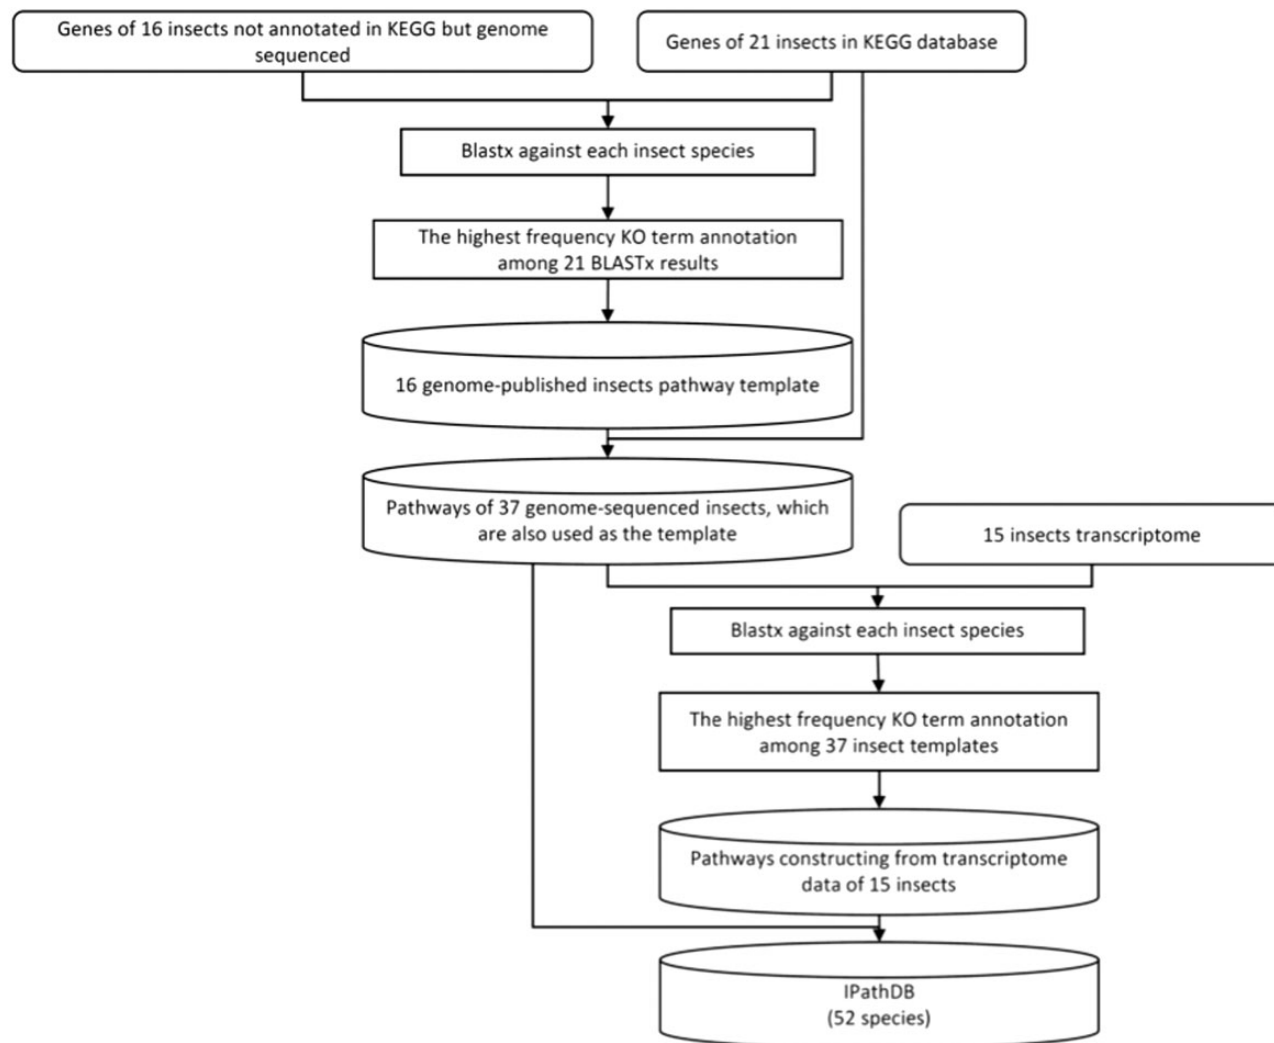 Genes of 16 insects not annotated in KEGG but genome
sequenced
Genes of 21 insects in KEGG database
Blastx against each insect species
The highest frequency KO term annotation
among 21 BLASTx results
16 genome-published insects pathway template
Pathways of 37 genome-sequenced insects, which
are also used as the template
15 insects transcriptome
Blastx against each insect species
The highest frequency KO term annotation
among 37 insect templates
Pathways constructing from transcriptome
data of 15 insects
IPathDB
(52 species)